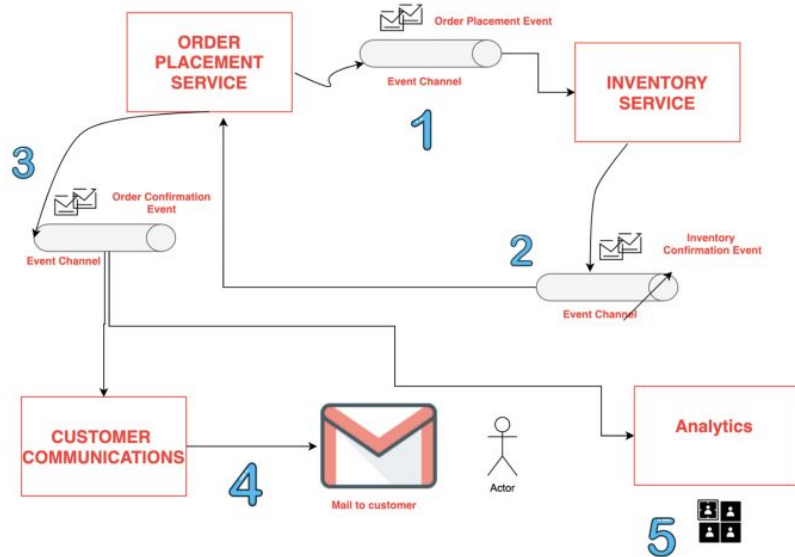 ORDER
PLACEMENT
SERVICE
Order Placement Event
Event Channel
1
INVENTORY
SERVICE
3
Order Confirmation
Event
Event Channel
2
Inventory
Confirmation Event
Event Channel
CUSTOMER
COMMUNICATIONS
4
Mail to customer
Actor
Analytics
5